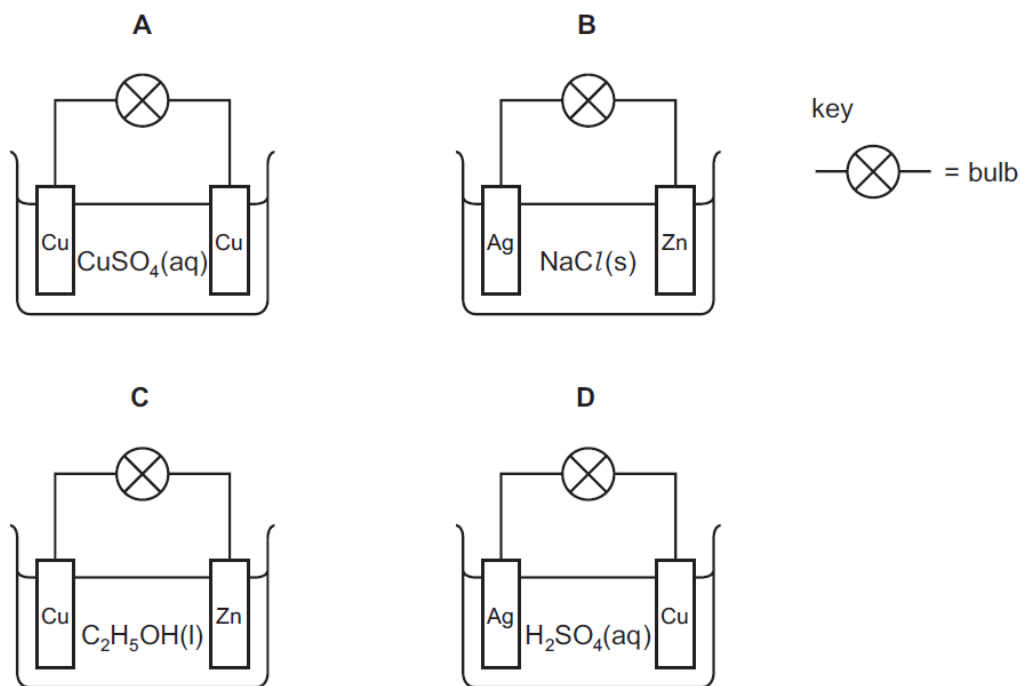 A
B
key
= bulb
Cu
CuSO₄(aq)
Cu
Ag
NaCl(s)
Zn
C
D
Cu
C₂H₅OH(l)
Zn
Ag
H₂SO₄(aq)
Cu